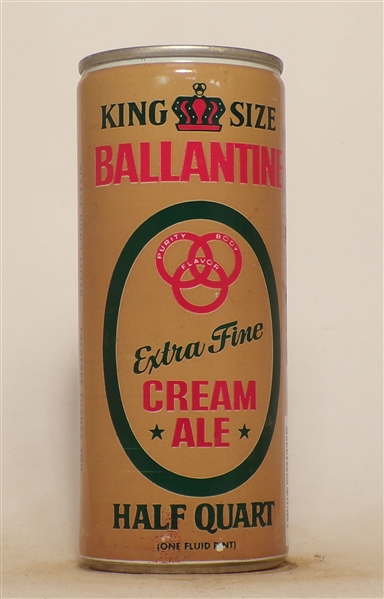 KING SIZE
BALLANTINE
PURITY BODY
FLAVOR
Extra Fine
CREAM
★ ALE ★
HALF QUART
(ONE FLUID PINT)